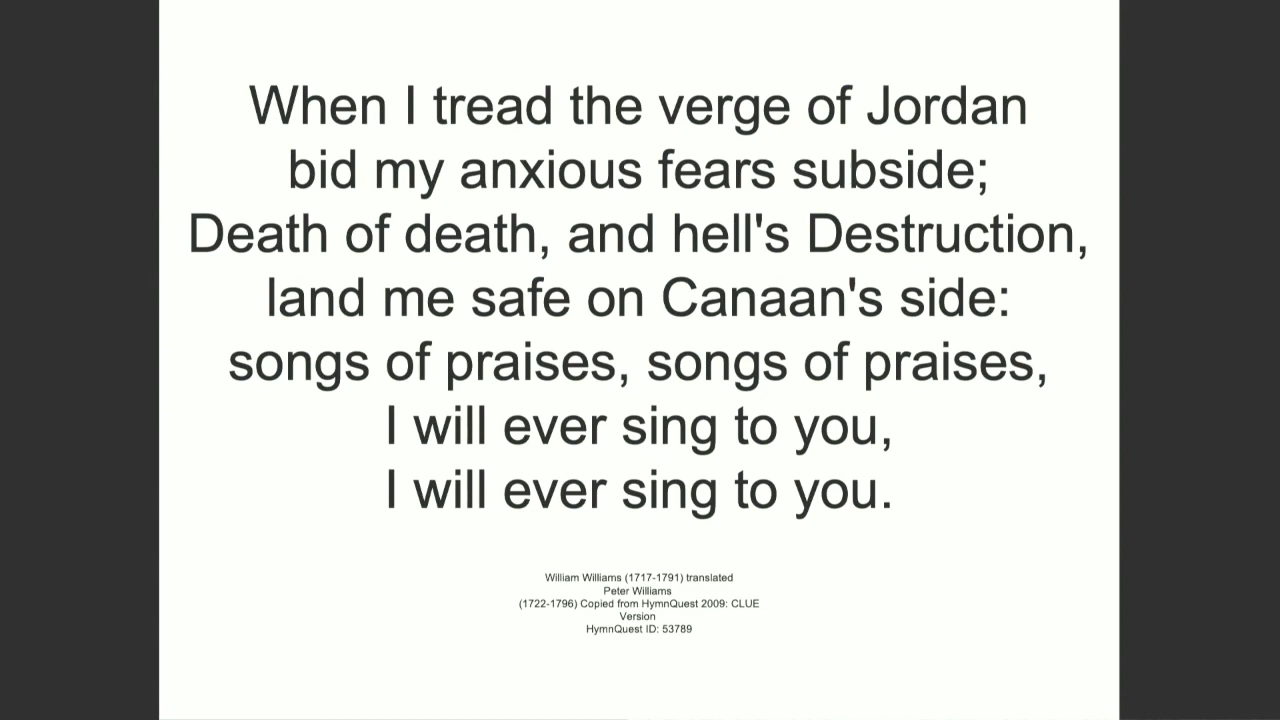 When I tread the verge of Jordan
bid my anxious fears subside;
Death of death, and hell's Destruction,
land me safe on Canaan's side:
songs of praises, songs of praises,
I will ever sing to you,
I will ever sing to you.
William Williams (1717-1791) translated
Peter Williams
(1722-1796) Copied from HymnQuest 2009: CLUE
Version
HymnQuest ID: 53789